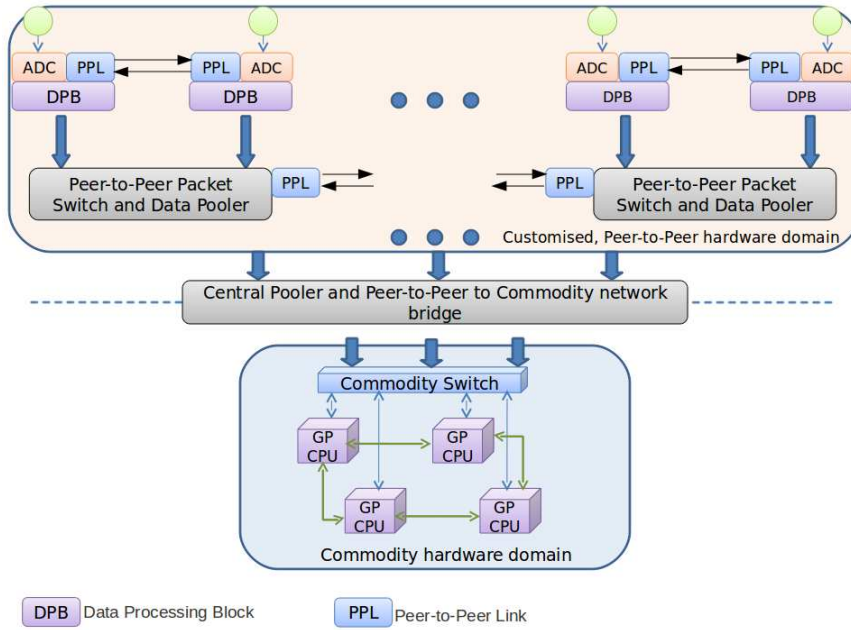 ADC PPL PPL ADC ADC PPL PPL ADC
DPB DPB DPB DPB
Peer-to-Peer Packet
Switch and Data Pooler
PPL
PPL
Peer-to-Peer Packet
Switch and Data Pooler
Customised, Peer-to-Peer hardware domain
Central Pooler and Peer-to-Peer to Commodity network
bridge
Commodity Switch
GP
CPU
GP
CPU
GP
CPU
GP
CPU
Commodity hardware domain
DPB Data Processing Block
PPL Peer-to-Peer Link